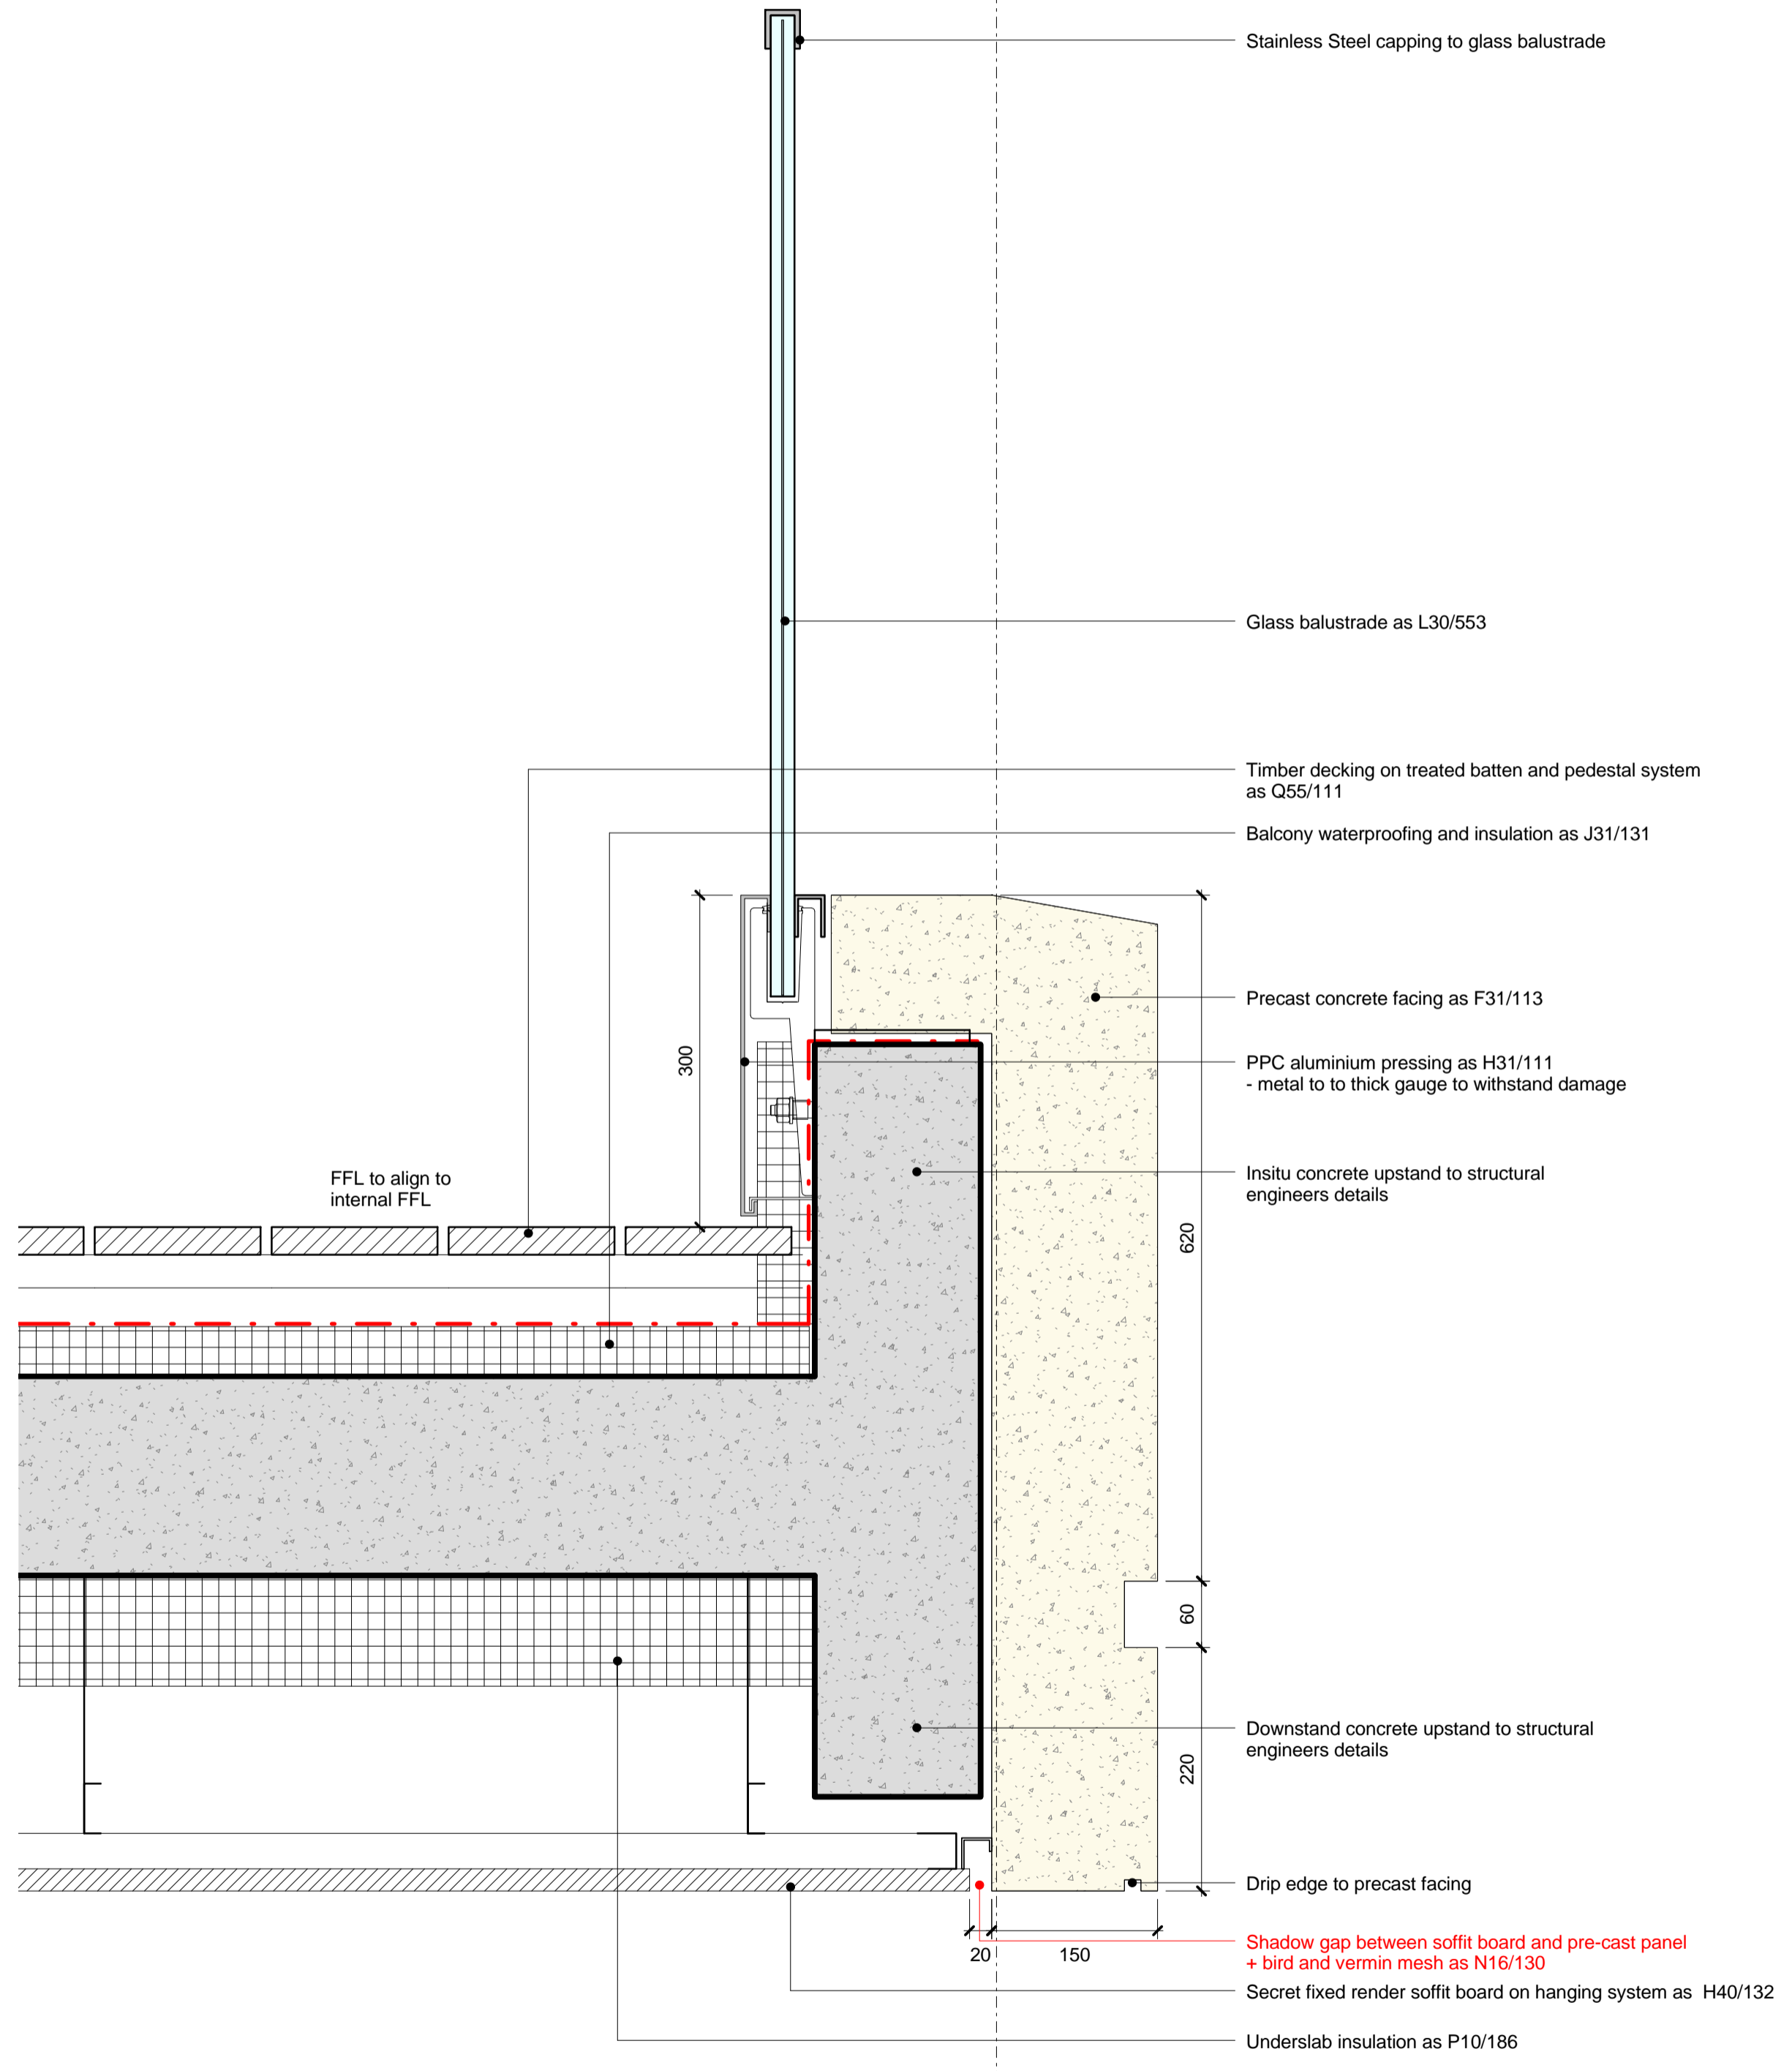 Stainless Steel capping to glass balustrade
Glass balustrade as L30/553
Timber decking on treated batten and pedestal system
as Q55/111
Balcony waterproofing and insulation as J31/131
Precast concrete facing as F31/113
300
PPC aluminium pressing as H31/111
- metal to to thick gauge to withstand damage
FFL to align to
internal FFL
Insitu concrete upstand to structural
engineers details
620
60
Downstand concrete upstand to structural
engineers details
220
Drip edge to precast facing
20
150
Shadow gap between soffit board and pre-cast panel
+ bird and vermin mesh as N16/130
Secret fixed render soffit board on hanging system as H40/132
Underslab insulation as P10/186